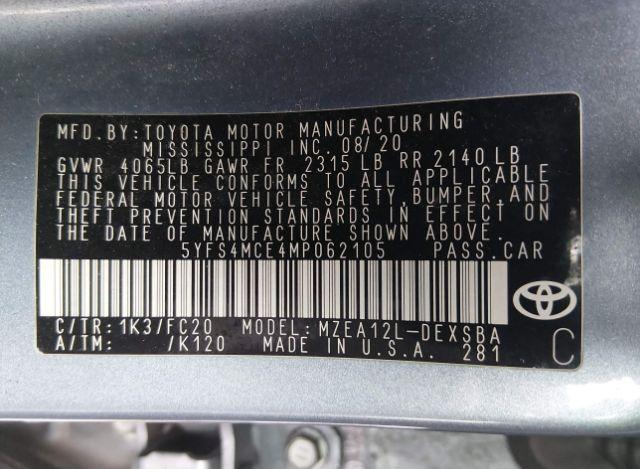 MFD.BY:TOYOTA MOTOR MANUFACTURING
MISSISSIPPI INC. 08/20
GVWR 4065LB GAWR FR 2315 LB RR 2140 LB
THIS VEHICLE CONFORMS TO ALL APPLICABLE
FEDERAL MOTOR VEHICLE SAFETY, BUMPER, AND
THEFT PREVENTION STANDARDS IN EFFECT ON
THE DATE OF MANUFACTURE SHOWN ABOVE.
5YFS4MCE4MP062105 PASS.CAR
C/TR: 1K3/FC20 MODEL: MZEA12L-DEXSBA
A/TM: /K120 MADE IN U.S.A. 281 C